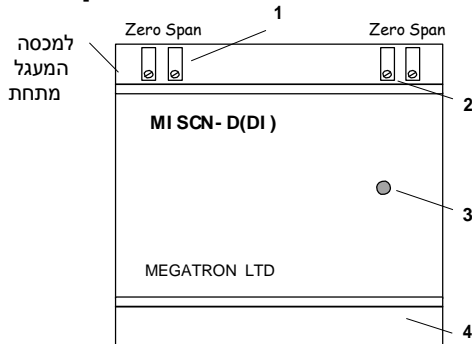 1
Zero Span
Zero Span
למכסה
המעגל
מתחת
2
MI SCN- D(DI )
3
MEGATRON LTD
4